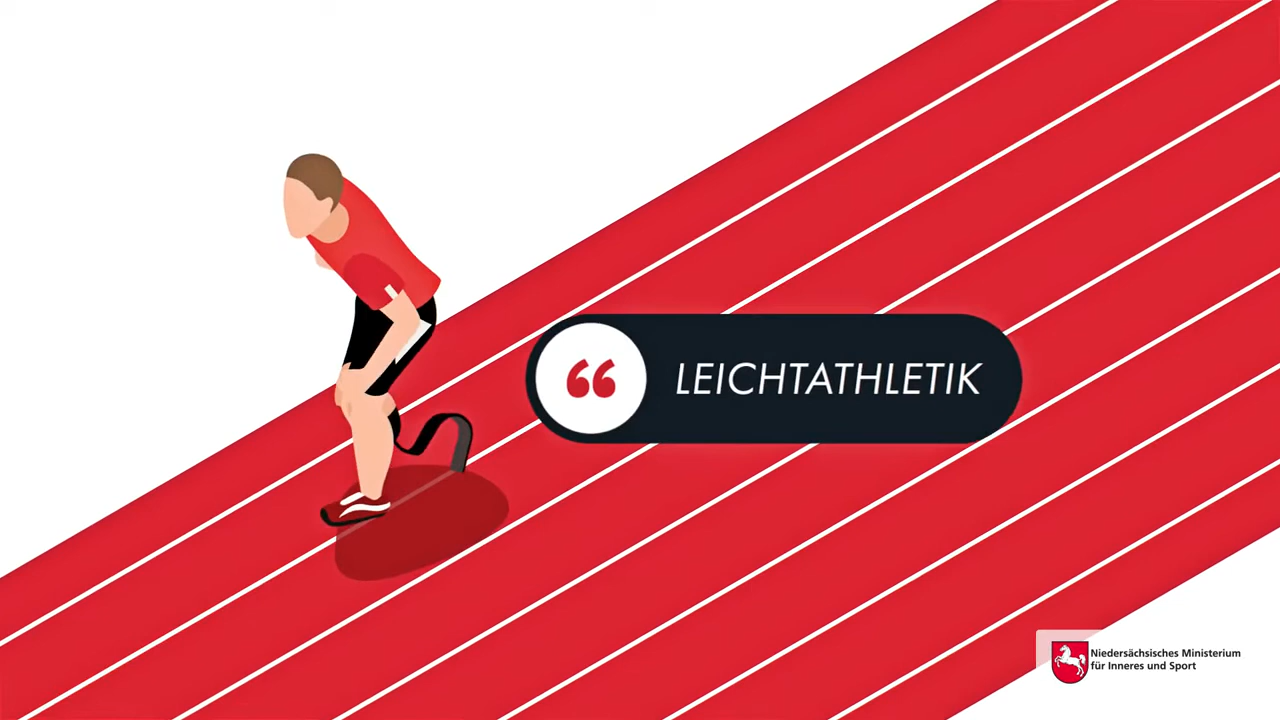 “ LEICHTATHLETIK
Niedersächsisches Ministerium
für Inneres und Sport